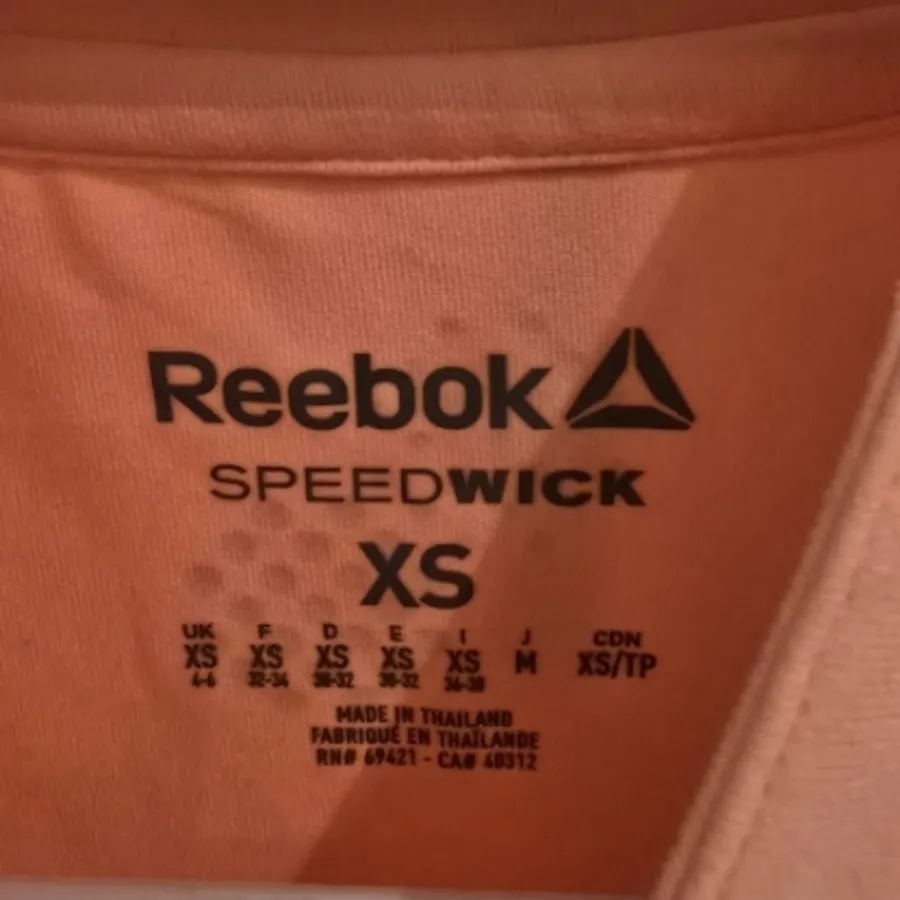 Reebok
SPEEDWICK
XS
UK F D E I J CDN
XS XS XS XS XS M XS/TP
4-6 32-34 30-32 30-32 36-38
MADE IN THAILAND
FABRIQUÉ EN THAÏLANDE
RN# 69421 - CA# 40312